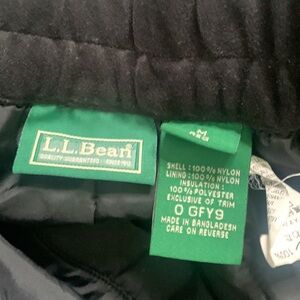 L.L.Bean
QUALITY GUARANTEED SINCE 1912
M
REG
SHELL : 100% NYLON
LINING : 100% NYLON
INSULATION :
100% POLYESTER
EXCLUSIVE OF TRIM
0 GFY9
MADE IN BANGLADESH
CARE ON REVERSE